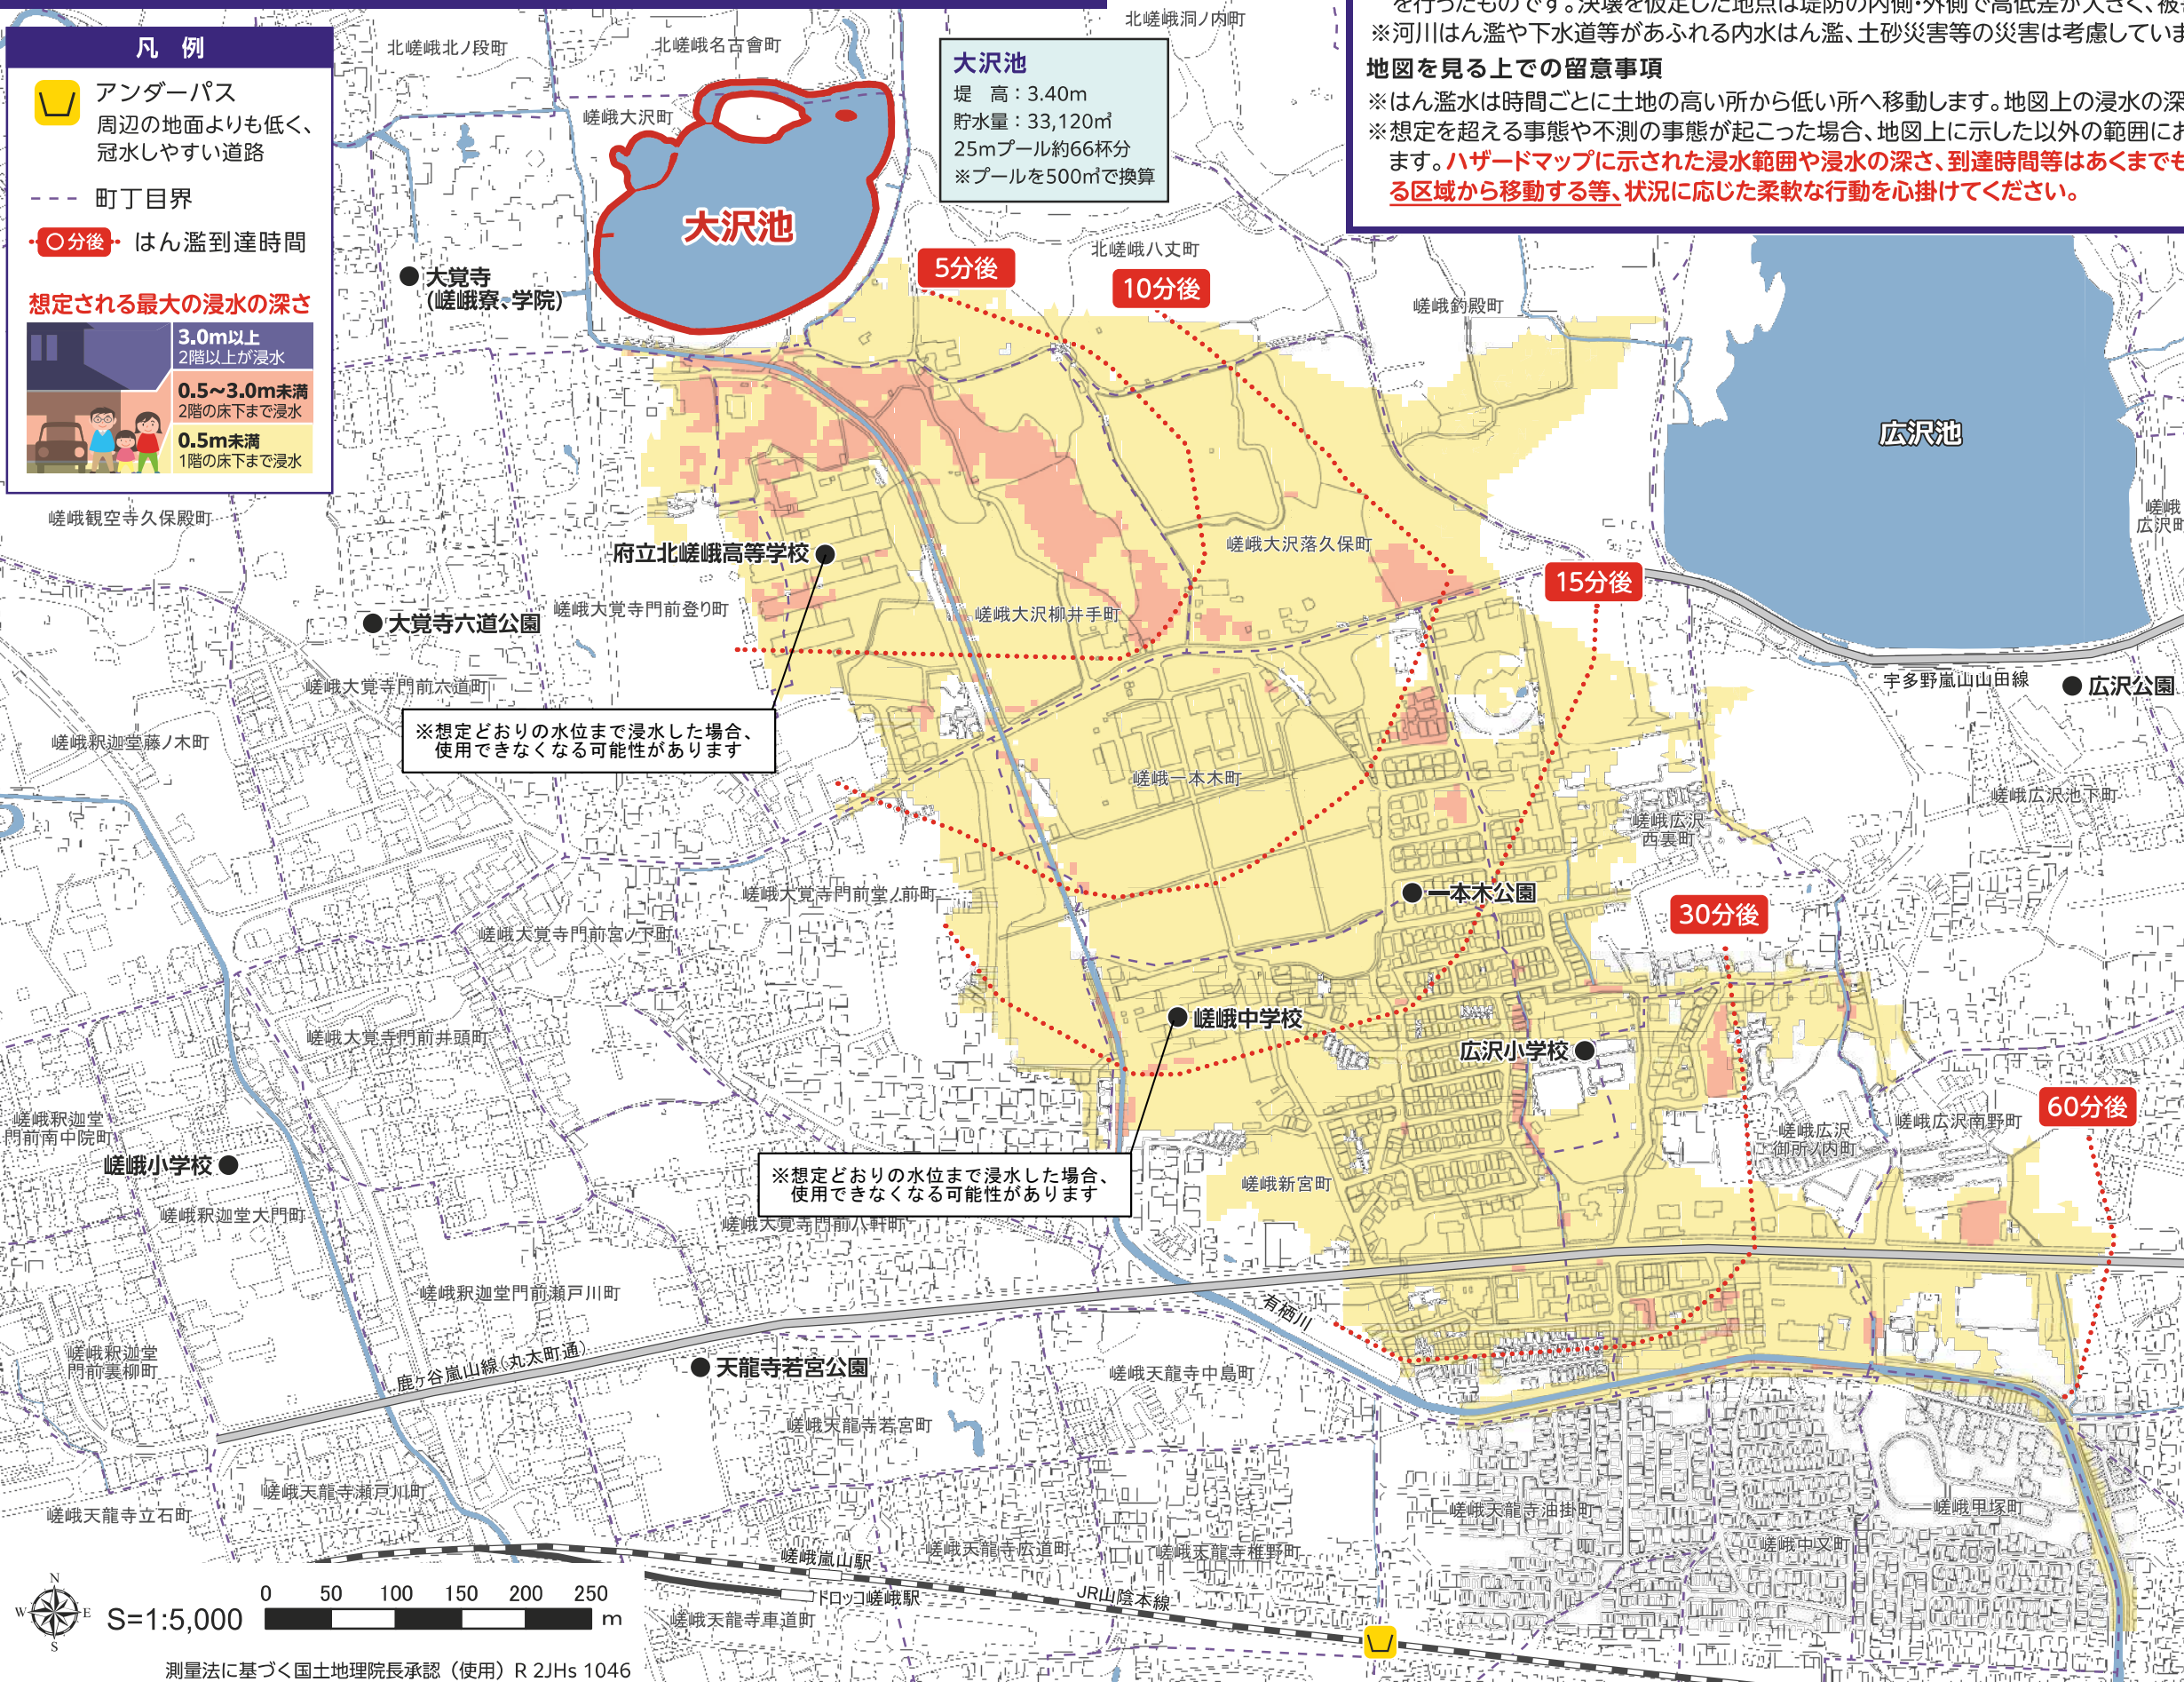 凡 例
アンダーパス
周辺の地面よりも低く、
冠水しやすい道路
町丁目界
〇分後
はん濫到達時間
想定される最大の浸水の深さ
3.0m以上
2階以上が浸水
0.5~3.0m未満
2階の床下まで浸水
0.5m未満
1階の床下まで浸水
大沢池
堤 高：3.40m
貯水量：33,120㎥
25mプール約66杯分
※プールを500㎥で換算
を行ったものです。決壊を仮定した地点は堤防の内側・外側で高低差が大きく、被
※河川はん濫や下水道等があふれる内水はん濫、土砂災害等の災害は考慮していま
地図を見る上での留意事項
※はん濫水は時間ごとに土地の高い所から低い所へ移動します。地図上の浸水の深
※想定を超える事態や不測の事態が起こった場合、地図上に示した以外の範囲にお
ます。ハザードマップに示された浸水範囲や浸水の深さ、到達時間等はあくまでも
る区域から移動する等、状況に応じた柔軟な行動を心掛けてください。
北嵯峨洞ノ内町
北嵯峨北ノ段町
北嵯峨名古會町
嵯峨大沢町
大沢池
北嵯峨八丈町
5分後
10分後
大覚寺
(嵯峨寮、学院)
嵯峨釣殿町
広沢池
嵯峨観空寺久保殿町
嵯峨
広沢町
府立北嵯峨高等学校
嵯峨大沢落久保町
15分後
大覚寺六道公園
嵯峨大覚寺門前登り町
嵯峨大沢柳井手町
嵯峨大覚寺門前六道町
宇多野嵐山山田線
広沢公園
※想定どおりの水位まで浸水した場合、
使用できなくなる可能性があります
嵯峨釈迦堂藤ノ木町
嵯峨一本木町
嵯峨広沢池下町
嵯峨広沢
西裏町
嵯峨大覚寺門前堂ノ前町
一本木公園
30分後
嵯峨大覚寺門前宮ノ下町
嵯峨中学校
嵯峨大覚寺門前井頭町
広沢小学校
60分後
嵯峨釈迦堂
門前南中院町
嵯峨広沢
御所ノ内町
嵯峨広沢南野町
嵯峨小学校
※想定どおりの水位まで浸水した場合、
使用できなくなる可能性があります
嵯峨新宮町
嵯峨釈迦堂大門町
嵯峨大覚寺門前八軒町
嵯峨釈迦堂門前瀬戸川町
有栖川
嵯峨釈迦堂
門前裏柳町
鹿ケ谷嵐山線(丸太町通)
天龍寺若宮公園
嵯峨天龍寺中島町
嵯峨天龍寺若宮町
嵯峨天龍寺瀬戸川町
嵯峨天龍寺立石町
嵯峨天龍寺油掛町
嵯峨甲塚町
嵯峨中又町
嵯峨嵐山駅
嵯峨天龍寺広道町
嵯峨天龍寺椎野町
トロッコ嵯峨駅
JR山陰本線
嵯峨天龍寺車道町
N
W
E
S
S=1:5,000
0 50 100 150 200 250
m
測量法に基づく国土地理院長承認（使用）R 2JHs 1046